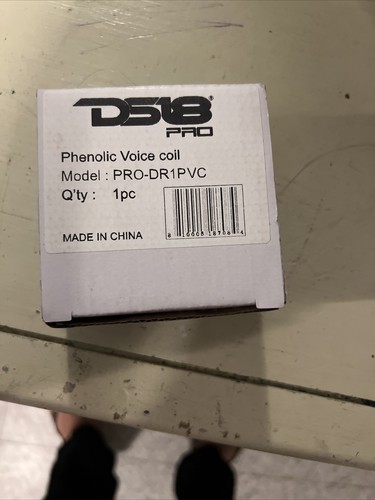 DS18®
PRO
Phenolic Voice coil
Model : PRO-DR1PVC
Q'ty : 1pc
MADE IN CHINA